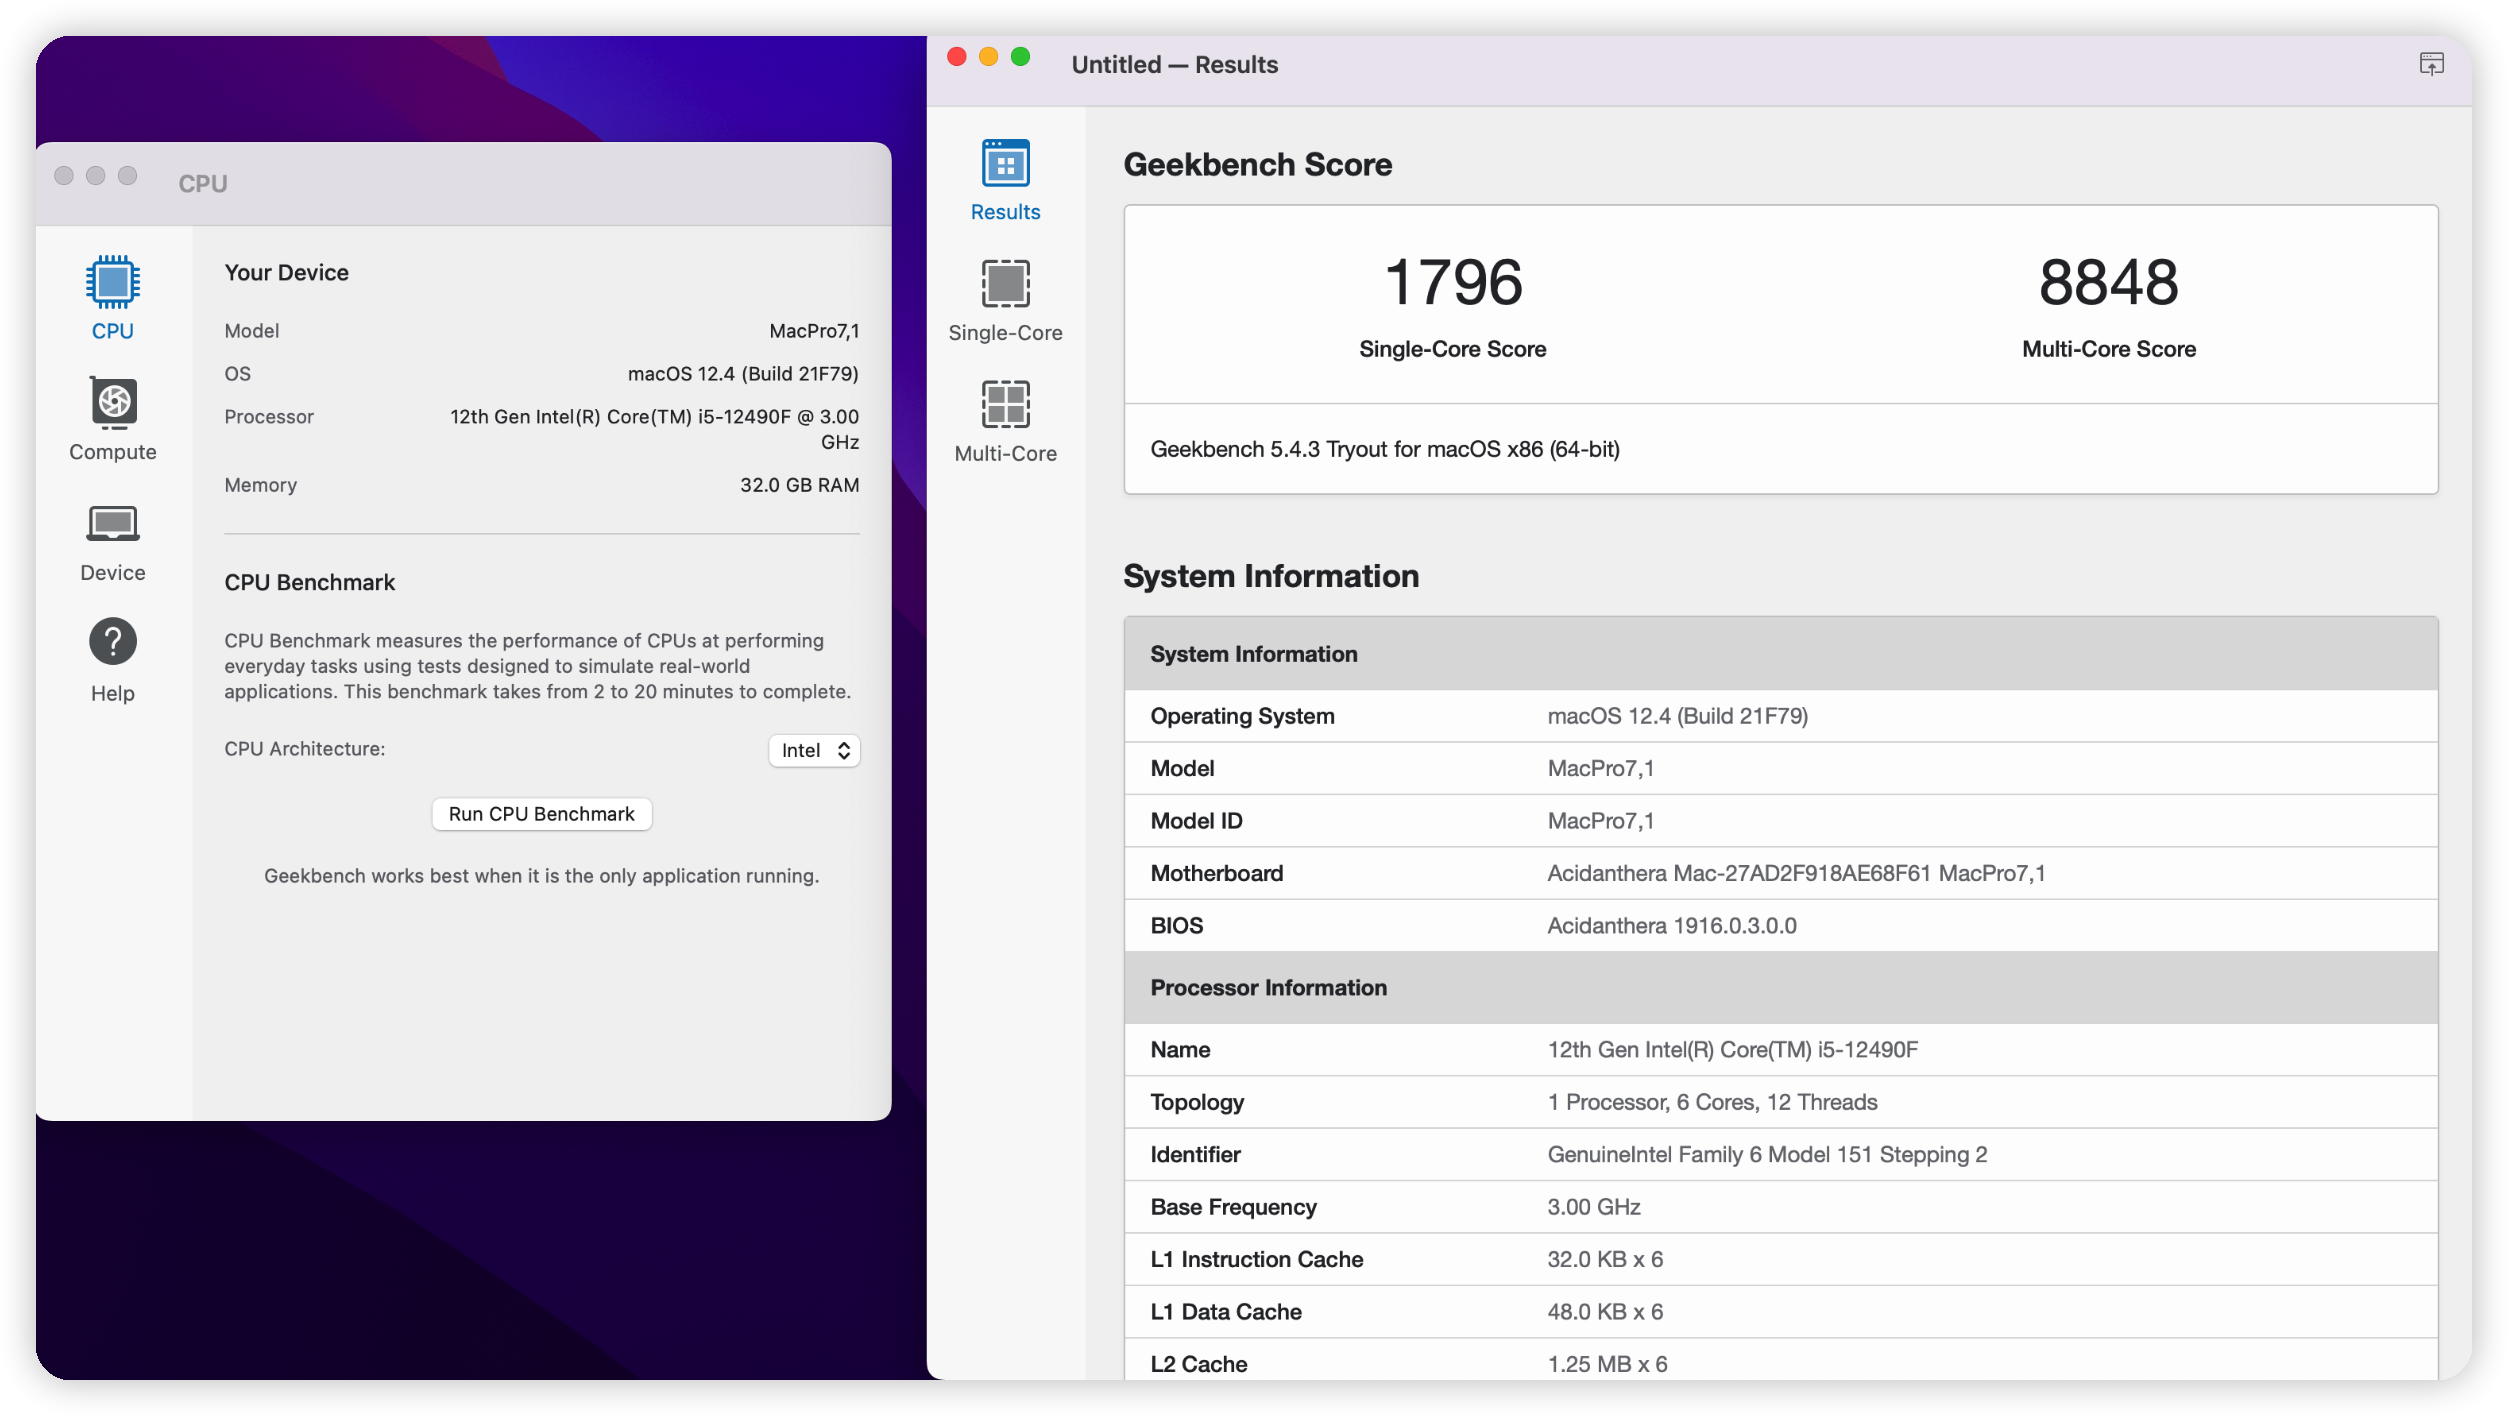 CPU
CPU
Compute
Device
Help
Your Device
Model MacPro7,1
OS macOS 12.4 (Build 21F79)
Processor 12th Gen Intel(R) Core(TM) i5-12490F @ 3.00
GHz
Memory 32.0 GB RAM
CPU Benchmark
CPU Benchmark measures the performance of CPUs at performing
everyday tasks using tests designed to simulate real-world
applications. This benchmark takes from 2 to 20 minutes to complete.
CPU Architecture: Intel
Run CPU Benchmark
Geekbench works best when it is the only application running.
Untitled — Results
Results
Single-Core
Multi-Core
Geekbench Score
1796 8848
Single-Core Score Multi-Core Score
Geekbench 5.4.3 Tryout for macOS x86 (64-bit)
System Information
System Information
Operating System macOS 12.4 (Build 21F79)
Model MacPro7,1
Model ID MacPro7,1
Motherboard Acidanthera Mac-27AD2F918AE68F61 MacPro7,1
BIOS Acidanthera 1916.0.3.0.0
Processor Information
Name 12th Gen Intel(R) Core(TM) i5-12490F
Topology 1 Processor, 6 Cores, 12 Threads
Identifier GenuineIntel Family 6 Model 151 Stepping 2
Base Frequency 3.00 GHz
L1 Instruction Cache 32.0 KB x 6
L1 Data Cache 48.0 KB x 6
L2 Cache 1.25 MB x 6